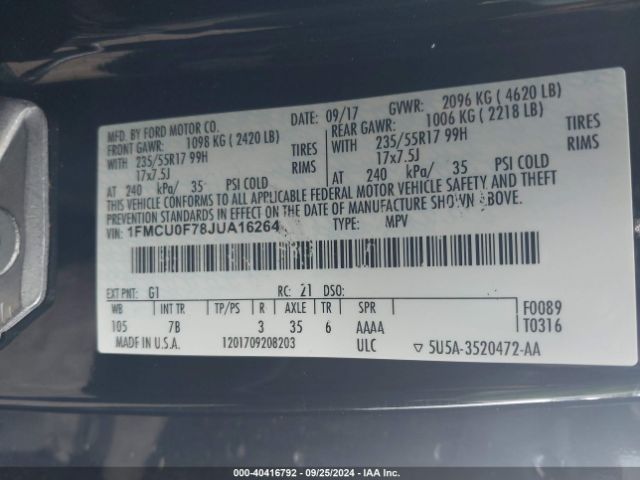 MFD. BY FORD MOTOR CO. DATE: 09/17 GVWR: 2096 KG ( 4620 LB)
FRONT GAWR: 1098 KG ( 2420 LB) REAR GAWR: 1006 KG ( 2218 LB)
WITH 235/55R17 99H TIRES WITH 235/55R17 99H TIRES
17x7.5J RIMS 17x7.5J RIMS
AT 240 kPa/ 35 PSI COLD AT 240 kPa/ 35 PSI COLD
THIS VEHICLE CONFORMS TO ALL APPLICABLE FEDERAL MOTOR VEHICLE SAFETY AND THEFT
PREVENTION STANDARDS IN EFFECT ON THE DATE OF MANUFACTURE SHOWN ABOVE.
VIN: 1FMCU0F78JUA16264 TYPE: MPV
EXT PNT: G1 RC: 21 DSO:
WB INT TR TP/PS R AXLE TR SPR F0089
105 7B 3 35 6 AAAA T0316
MADE IN U.S.A. 1201709208203 ULC ▽ 5U5A-3520472-AA
000-40416792 - 09/25/2024 - IAA Inc.